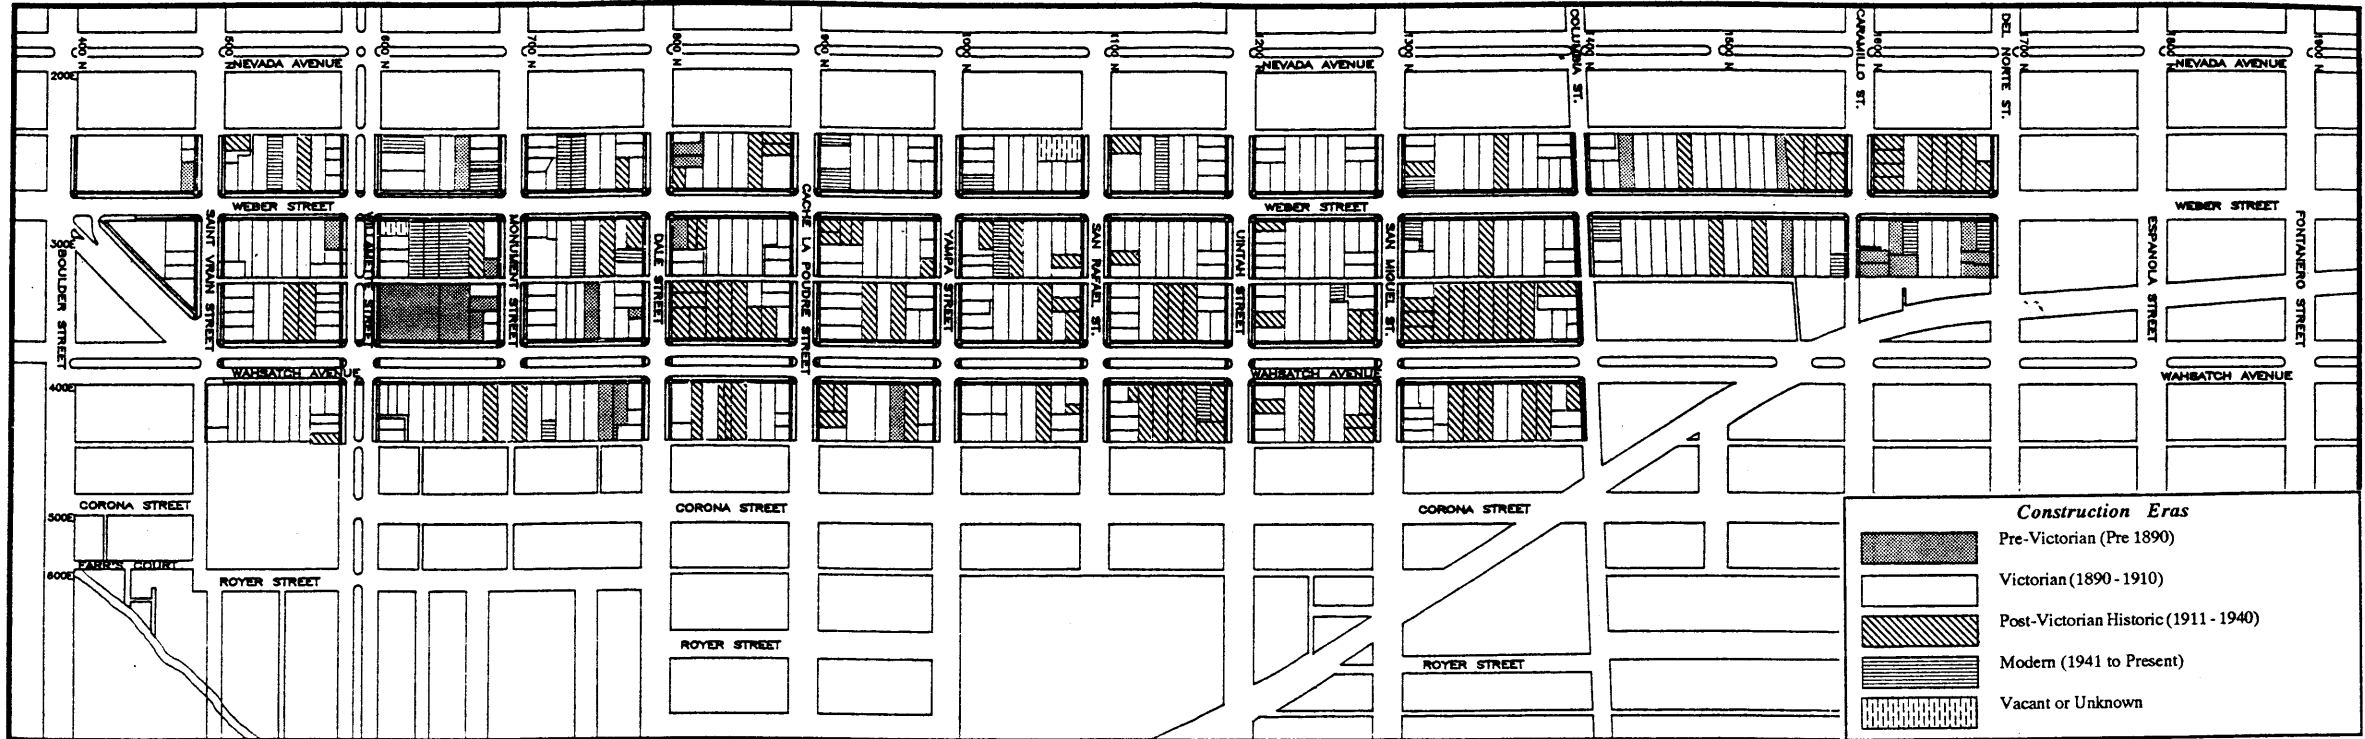 400 N
500 N
600 N
700 N
800 N
900 N
1000 N
1100 N
1200 N
1300 N
COLUMBIA ST.
1400 N
1500 N
CARAMILLO ST.
1600 N
DEL NORTE ST.
1700 N
1800 N
1900 N
NEVADA AVENUE
NEVADA AVENUE
NEVADA AVENUE
200E
WEBER STREET
WEBER STREET
WEBER STREET
300E
BOULDER STREET
SAINT VRAIN STREET
WILLAMETTE STREET
MONUMENT STREET
DALE STREET
CACHE LA POUDRE STREET
YAMPA STREET
SAN RAFAEL ST.
UINTAH STREET
SAN MIGUEL ST.
ESPANOLA STREET
FONTANERO STREET
WAHSATCH AVENUE
WAHSATCH AVENUE
WAHSATCH AVENUE
400E
CORONA STREET
CORONA STREET
CORONA STREET
500E
FARR'S COURT
600E
ROYER STREET
ROYER STREET
ROYER STREET
Construction Eras
Pre-Victorian (Pre 1890)
Victorian (1890 - 1910)
Post-Victorian Historic (1911 - 1940)
Modern (1941 to Present)
Vacant or Unknown